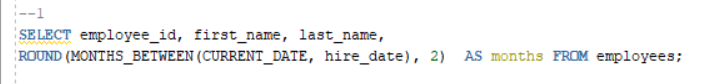 --1
SELECT employee_id, first_name, last_name,
ROUND(MONTHS_BETWEEN(CURRENT_DATE, hire_date), 2)  AS months FROM employees;